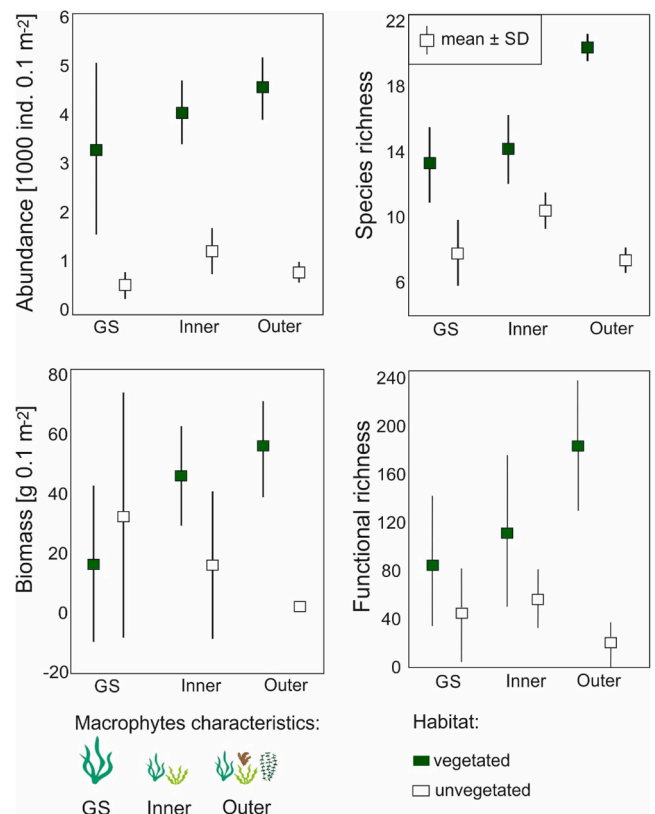 Abundance [1000 ind. 0.1 m-2]
6
5
4
3
2
1
0
GS Inner Outer
Species richness
mean ± SD
22
18
14
10
6
GS Inner Outer
Biomass [g 0.1 m-2]
80
60
40
20
0
-20
GS Inner Outer
Functional richness
240
200
160
120
80
40
0
GS Inner Outer
Macrophytes characteristics:
GS Inner Outer
Habitat:
vegetated
unvegetated